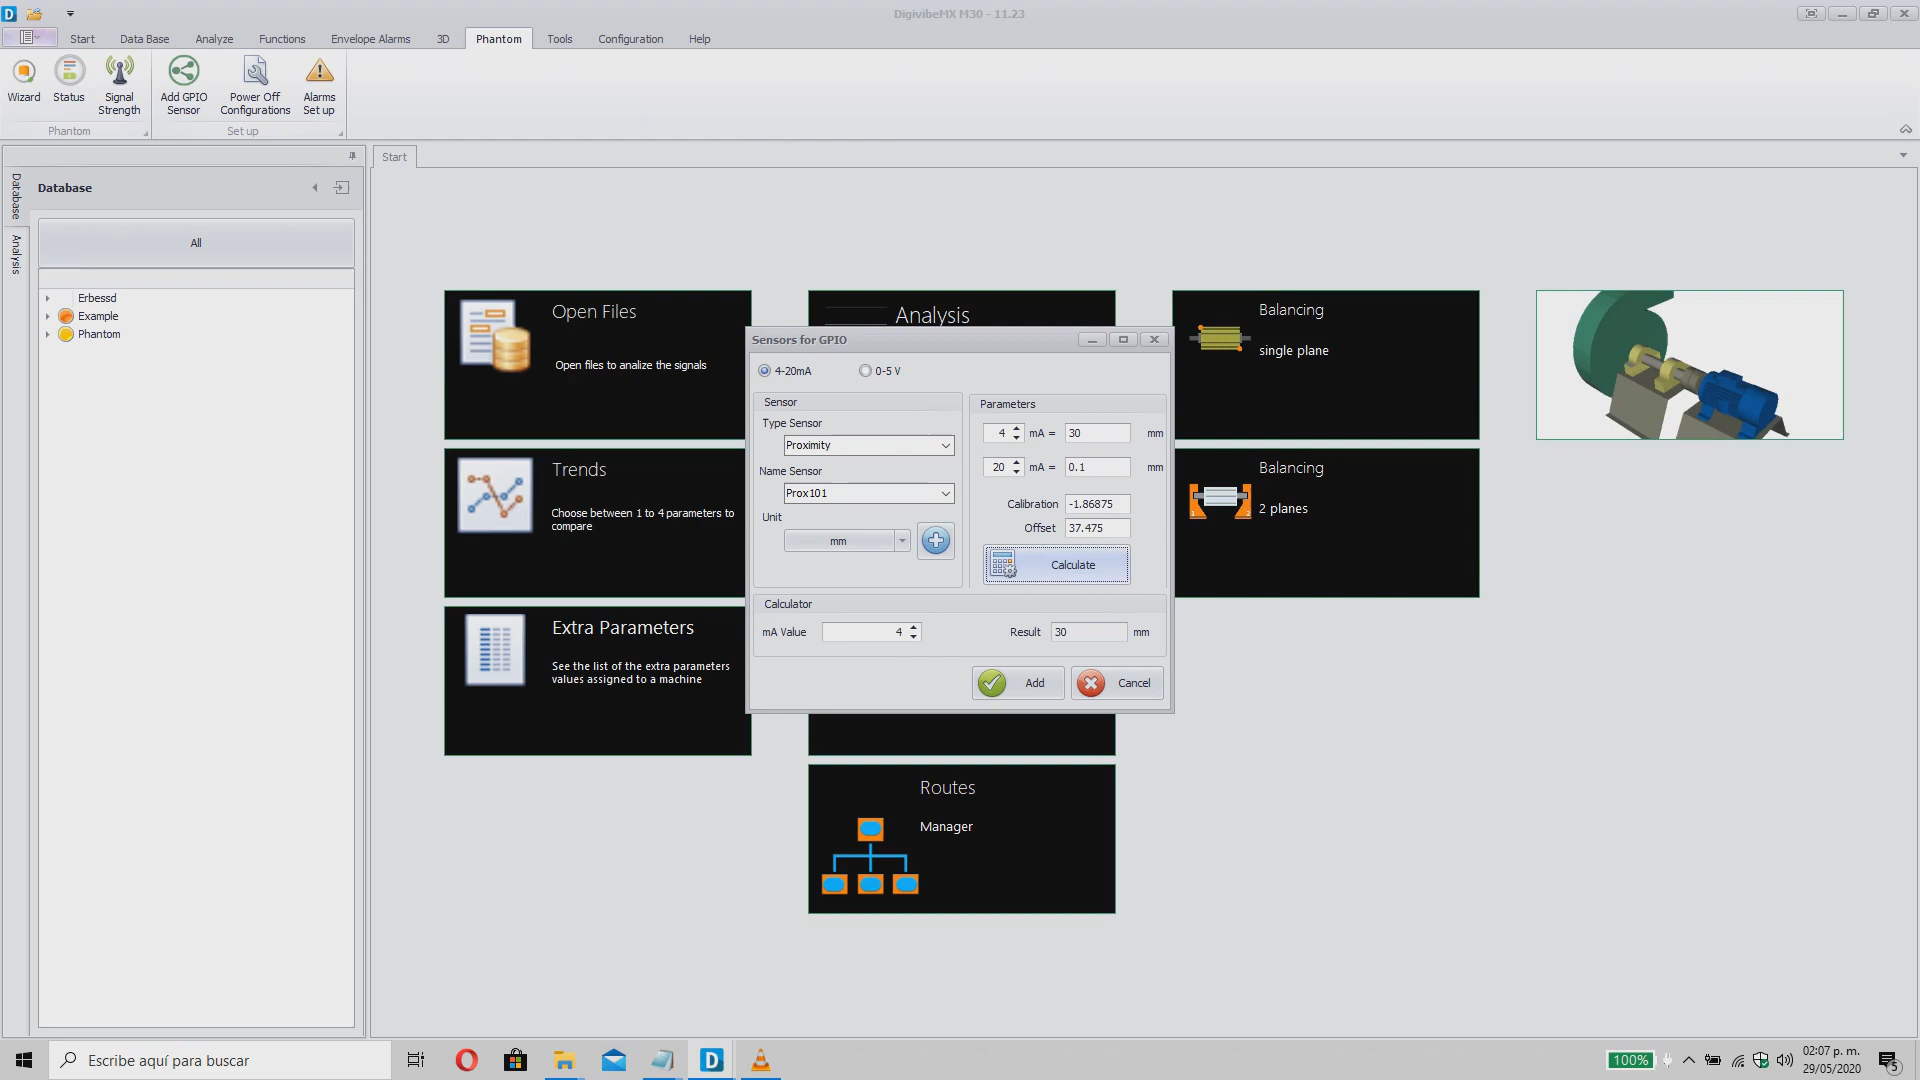 DigivibeMX M30 - 11.23
Start
Data Base
Analyze
Functions
Envelope Alarms
3D
Phantom
Tools
Configuration
Help
Wizard
Status
Signal
Strength
Add GPIO
Sensor
Power Off
Configurations
Alarms
Set up
Phantom
Set up
Database
Analysis
Database
All
Erbessd
Example
Phantom
Start
Open Files
Open files to analize the signals
Trends
Choose between 1 to 4 parameters to
compare
Extra Parameters
See the list of the extra parameters
values assigned to a machine
Analysis
Balancing
single plane
Balancing
2 planes
Routes
Manager
Sensors for GPIO
4-20mA
0-5 V
Sensor
Type Sensor
Proximity
Name Sensor
Prox101
Unit
mm
Parameters
4 mA = 30 mm
20 mA = 0.1 mm
Calibration -1.86875
Offset 37.475
Calculate
Calculator
mA Value 4 Result 30 mm
Add
Cancel
Escribe aquí para buscar
100%
02:07 p. m.
29/05/2020
5